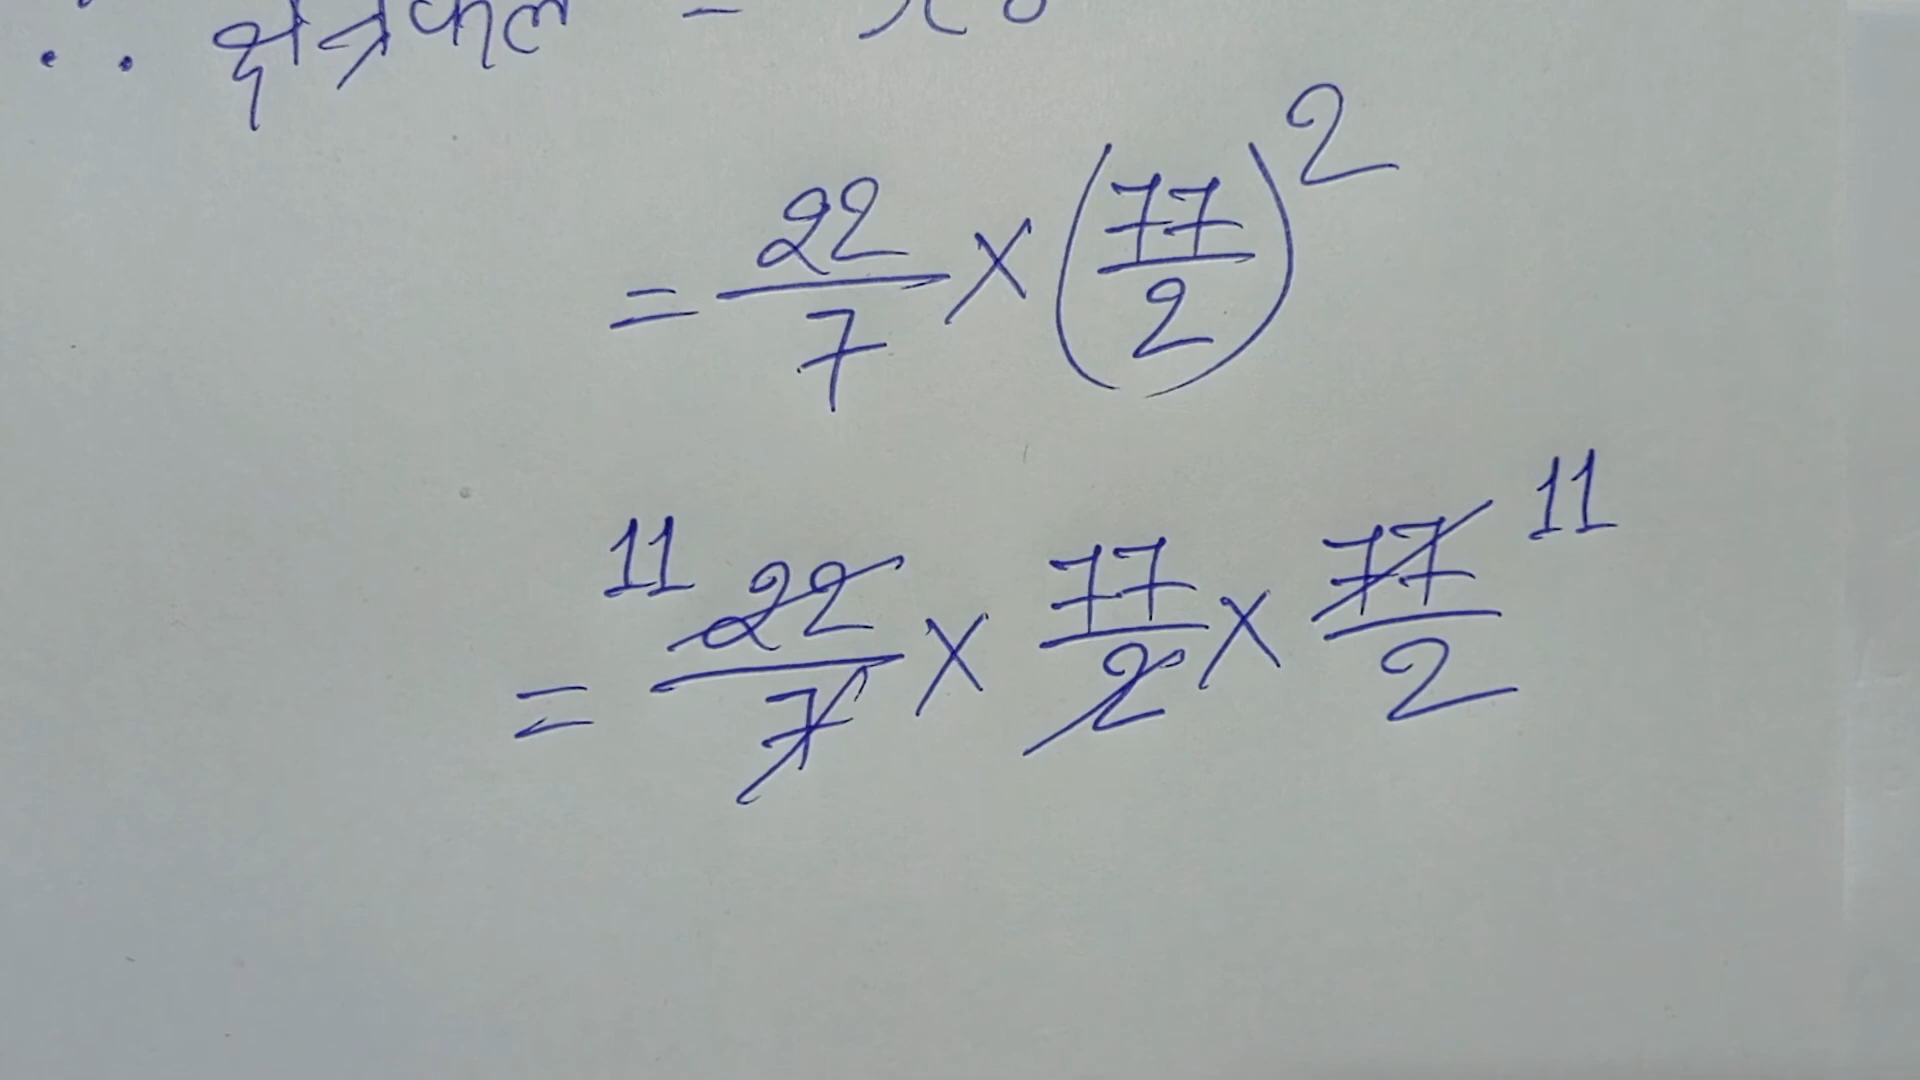 ∴ क्षेत्रफल =
= 22/7 × (77/2)²
= 11 22/7 × 77/2 × 77/2 11